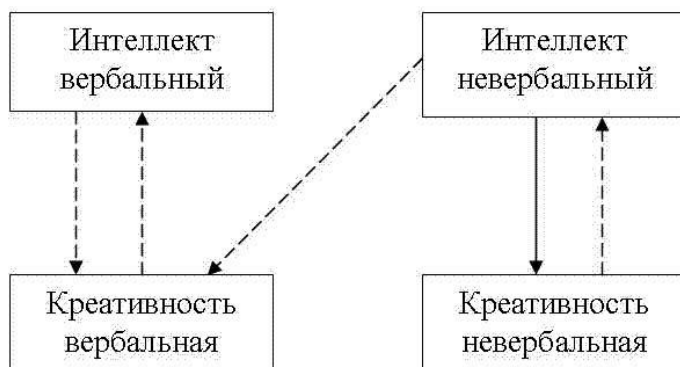 Интеллект
вербальный
Интеллект
невербальный
Креативность
вербальная
Креативность
невербальная